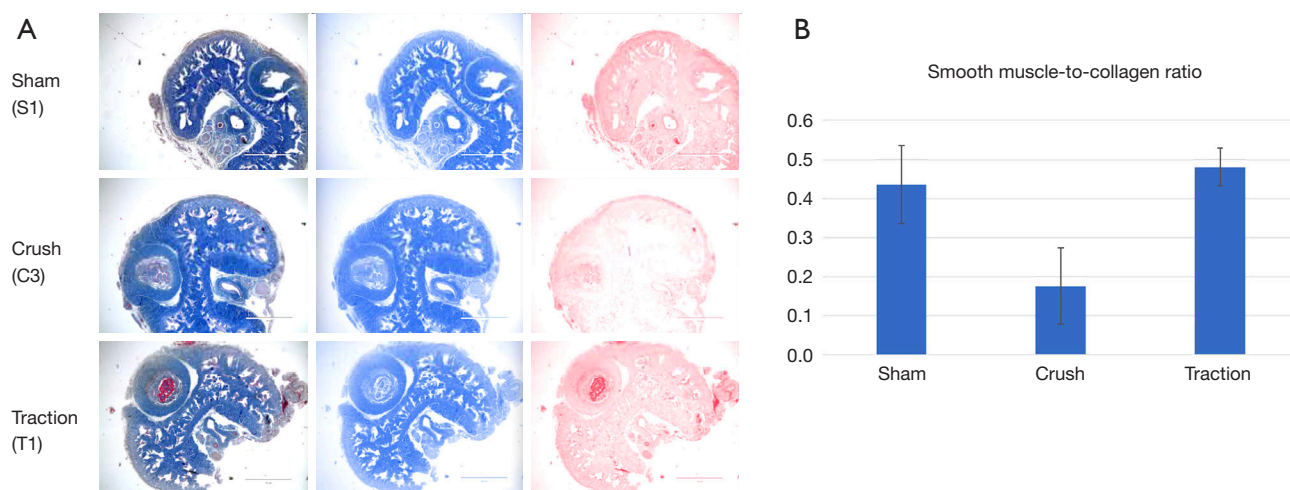 A
Sham
(S1)
Crush
(C3)
Traction
(T1)
B
Smooth muscle-to-collagen ratio
0.6
0.5
0.4
0.3
0.2
0.1
0.0
Sham
Crush
Traction